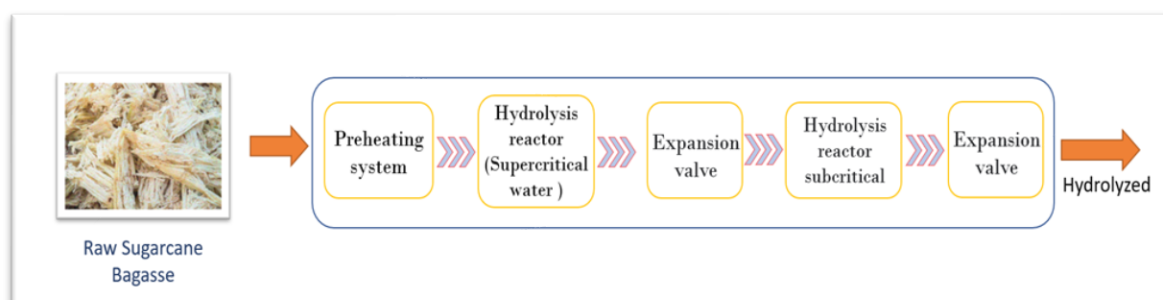 Raw Sugarcane
Bagasse
Preheating
system
Hydrolysis
reactor
(Supercritical
water )
Expansion
valve
Hydrolysis
reactor
subcritical
Expansion
valve
Hydrolyzed